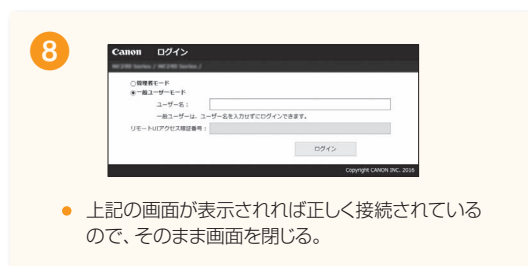 8
Canon ログイン
○管理者モード
◉一般ユーザーモード
ユーザー名：
一般ユーザーは、ユーザー名を入力せずにログインできます。
リモートUIアクセス暗証番号：
ログイン
Copyright CANON INC. 2016
● 上記の画面が表示されれば正しく接続されている
ので、そのまま画面を閉じる。